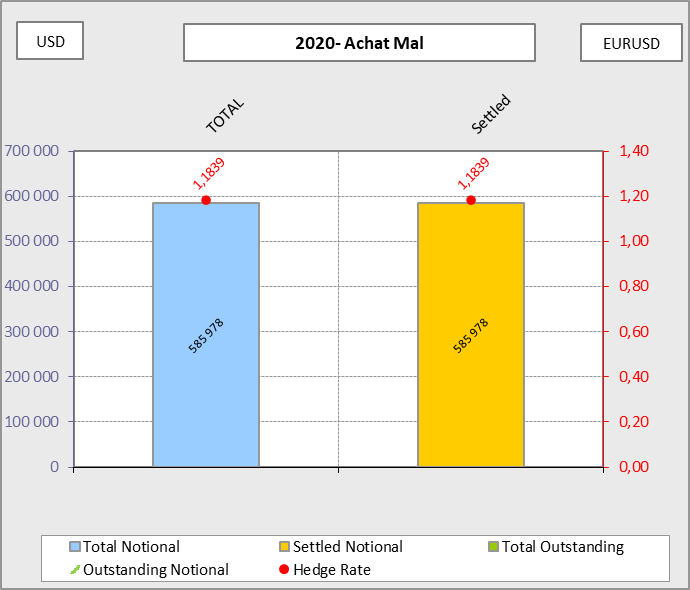 USD
2020- Achat Mal
EURUSD
TOTAL
Settled
700 000
600 000
500 000
400 000
300 000
200 000
100 000
0
1,1839
1,1839
585 978
585 978
1,40
1,20
1,00
0,80
0,60
0,40
0,20
0,00
Total Notional
Settled Notional
Total Outstanding
Outstanding Notional
Hedge Rate